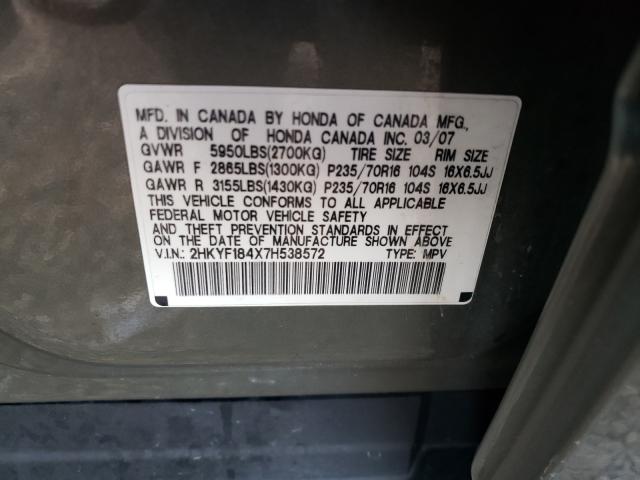 MFD. IN CANADA BY HONDA OF CANADA MFG.,
A DIVISION OF HONDA CANADA INC. 03/07
GVWR 5950LBS(2700KG) TIRE SIZE RIM SIZE
GAWR F 2865LBS(1300KG) P235/70R16 104S 16X6.5JJ
GAWR R 3155LBS(1430KG) P235/70R16 104S 16X6.5JJ
THIS VEHICLE CONFORMS TO ALL APPLICABLE
FEDERAL MOTOR VEHICLE SAFETY
AND THEFT PREVENTION STANDARDS IN EFFECT
ON THE DATE OF MANUFACTURE SHOWN ABOVE
V.I.N.: 2HKYF184X7H538572 TYPE: MPV